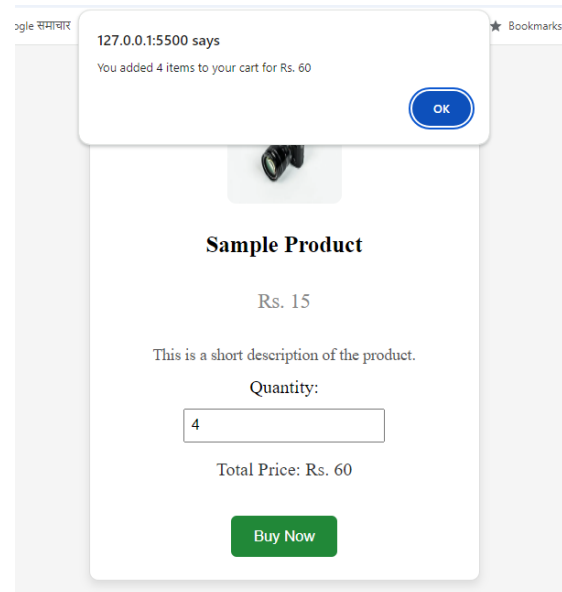 ogle समाचार
Bookmarks
127.0.0.1:5500 says
You added 4 items to your cart for Rs. 60
OK
Sample Product
Rs. 15
This is a short description of the product.
Quantity:
4
Total Price: Rs. 60
Buy Now